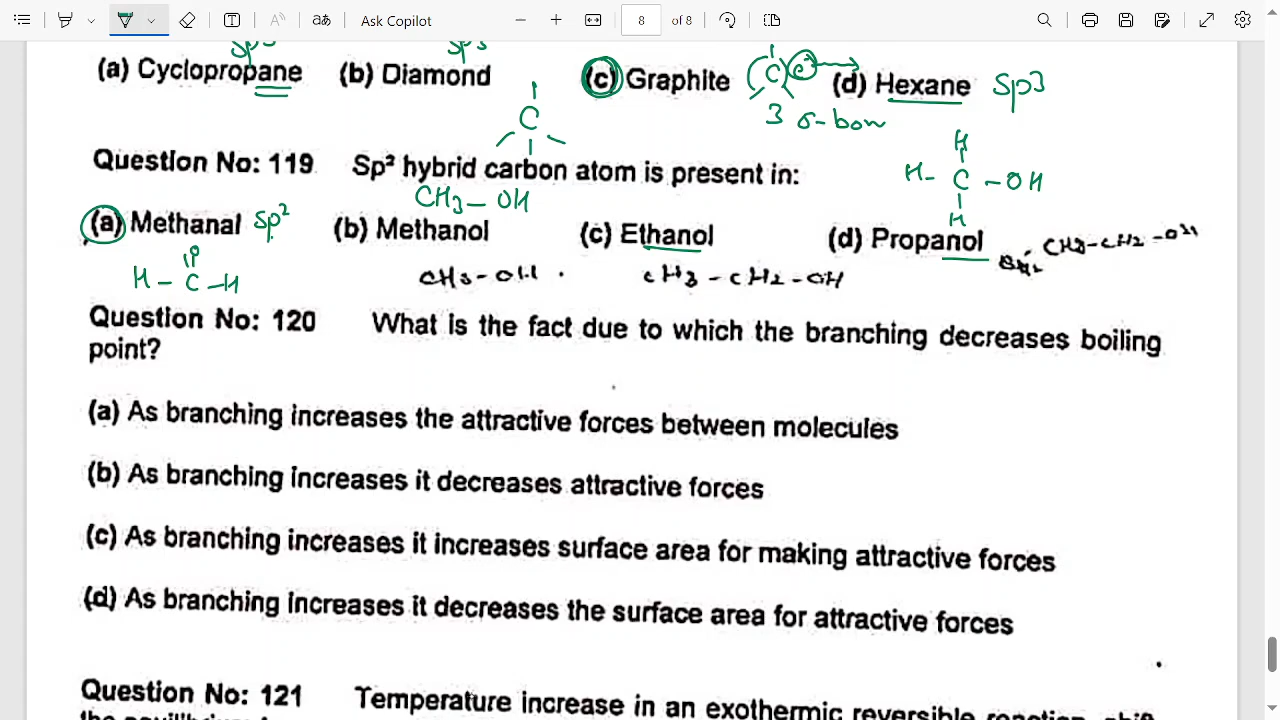 Ask Copilot
8 of 8
sp3 sp3
(a) Cyclopropane (b) Diamond (c) Graphite C (d) Hexane Sp3
3 σ-bon
C
H
Question No: 119 Sp² hybrid carbon atom is present in:
H- C -OH
CH3- OH
H
(a) Methanal Sp² (b) Methanol (c) Ethanol (d) Propanol
CH3-CH2-OH
H - C -H
CH3-OH
CH3-CH2-OH
Question No: 120 What is the fact due to which the branching decreases boiling
point?
(a) As branching increases the attractive forces between molecules
(b) As branching increases it decreases attractive forces
(c) As branching increases it increases surface area for making attractive forces
(d) As branching increases it decreases the surface area for attractive forces
Question No: 121 Temperature increase in an exothermic reversible reaction, shift